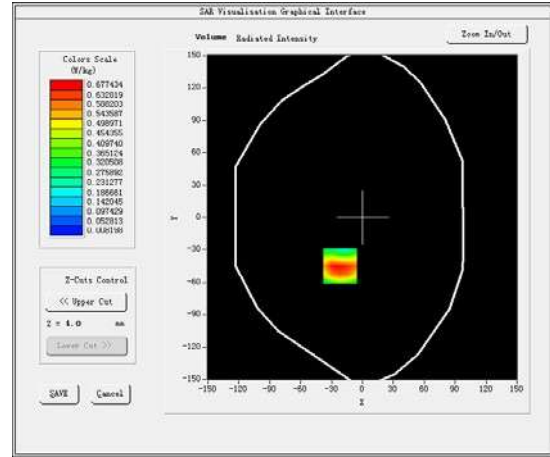 SAR Visualisation Graphical Interface
Volume Radiated Intensity
Zoom In/Out
Colors Scale
(W/kg)
0.677434
0.632819
0.588203
0.543587
0.498971
0.454355
0.409740
0.365124
0.320508
0.275892
0.231277
0.186661
0.142045
0.097429
0.052813
0.008198
150
120
90
60
30
0
-30
-60
-90
-120
-150
Y
-150 -120 -90 -60 -30 0 30 60 90 120 150
X
Z-Cuts Control
<< Upper Cut
Z = 4.0 mm
Lower Cut >>
SAVE Cancel